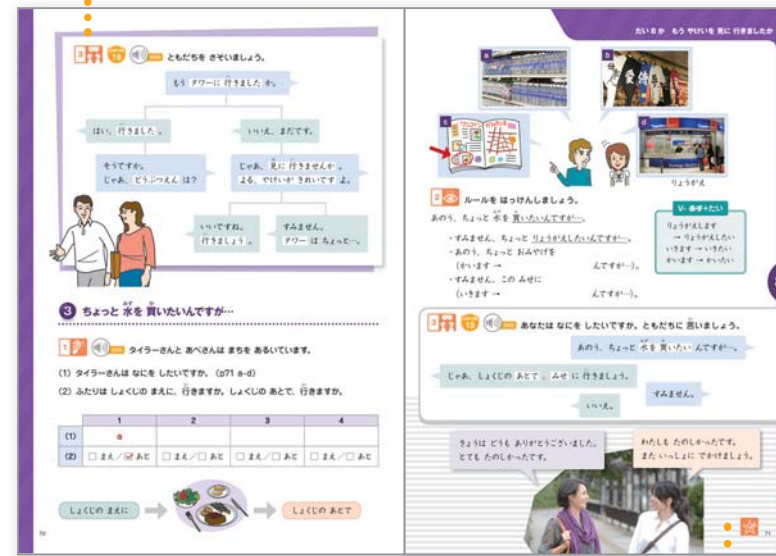 3
19
ともだちを さそいましょう。
もう タワーに 行きました か。
はい、行きました 。
いいえ、まだです。
そうですか。
じゃあ、どうぶつえん は？
じゃあ、見に 行きませんか 。
よる、やけいが きれいです よ。
いいですね。
行きましょう 。
すみません。
タワー は ちょっと…。
3 ちょっと 水を 買いたいんですが…
1
タイラーさんと あべさんは まちを あるいています。
(1) タイラーさんは なにを したいですか。(p71 a-d)
(2) ふたりは しょくじの まえに、行きますか。しょくじの あとで、行きますか。
1 2 3 4
(1) a
(2) □ まえ／☑ あと □ まえ／□ あと □ まえ／□ あと □ まえ／□ あと
しょくじの まえに
しょくじの あとで
70
だい8か もう やけいを 見に 行きましたか
a
b
c
d
りょうがえ
2
ルールを はっけんしましょう。
あのう、ちょっと 水を 買いたいんですが…。
・すみません、ちょっと りょうがえしたいんですが…。
・あのう、ちょっと おみやげを
(かいます → んですが…)。
・すみません、この みせに
(いきます → んですが…)。
V-ます+たい
りょうがえします
→ りょうがえしたい
いきます → いきたい
かいます → かいたい
3
19
あなたは なにを したいですか。ともだちに 言いましょう。
あのう、ちょっと 水を 買いたい んですが…。
じゃあ、しょくじの あとで 、みせ に 行きましょう。
すみません。
いいえ。
きょうは どうも ありがとうございました。
とても たのしかったです。
わたしも たのしかったです。
また いっしょに でかけましょう。
71